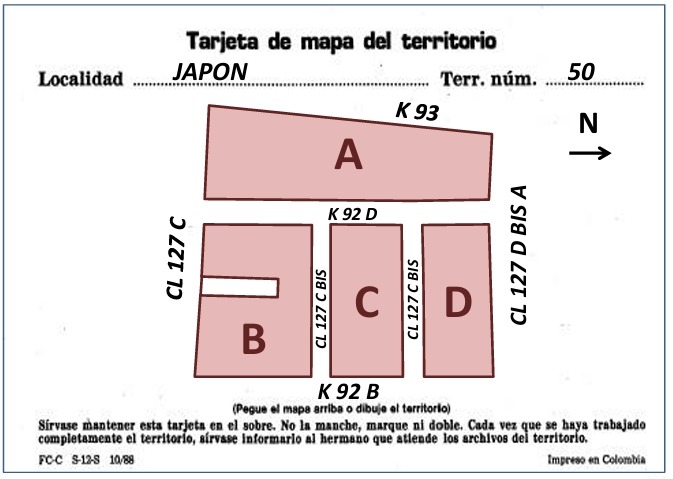 Tarjeta de mapa del territorio
Localidad JAPON Terr. núm. 50
K 93
N
A
K 92 D
CL 127 C
CL 127 D BIS A
CL 127 C BIS
CL 127 C BIS
B
C
D
K 92 B
(Pegue el mapa arriba o dibuje el territorio)
Sírvase mantener esta tarjeta en el sobre. No la manche, marque ni doble. Cada vez que se haya trabajado
completamente el territorio, sírvase informarlo al hermano que atiende los archivos del territorio.
FC-C S-12-S 10/88 Impreso en Colombia